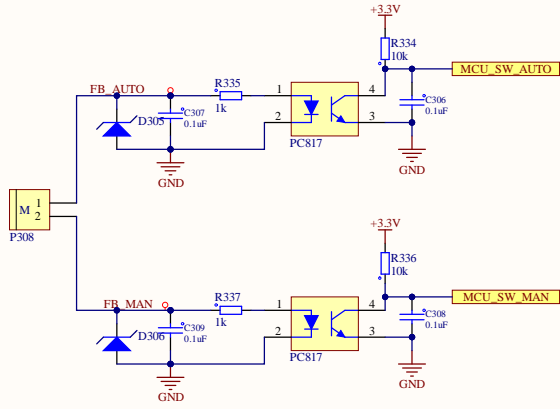 +3.3V
R334
10k
MCU_SW_AUTO
FB_AUTO
R335
1k
1
2
4
3
C307
0.1uF
D305
C306
0.1uF
PC817
GND
GND
M
1
2
P308
+3.3V
R336
10k
MCU_SW_MAN
FB_MAN
R337
1k
1
2
4
3
C309
0.1uF
D306
C308
0.1uF
PC817
GND
GND